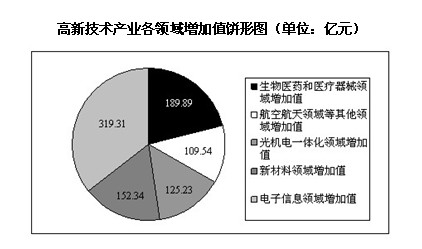 高新技术产业各领域增加值饼形图（单位：亿元）
189.89
109.54
125.23
152.34
319.31
生物医药和医疗器械领
域增加值
航空航天领域等其他领
域增加值
光机电一体化领域增加
值
新材料领域增加值
电子信息领域增加值